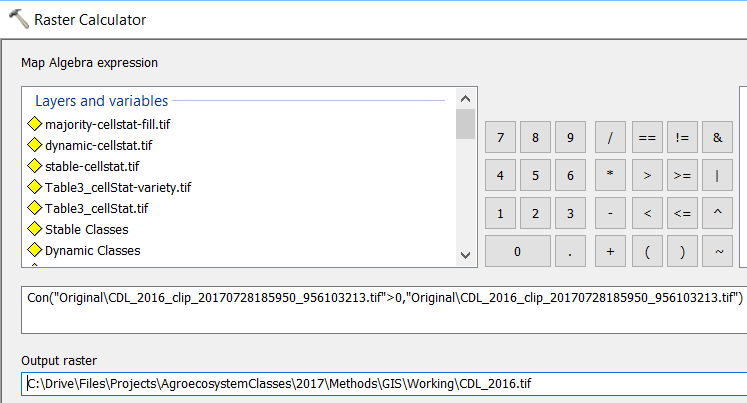 Raster Calculator
Map Algebra expression
Layers and variables
majority-cellstat-fill.tif
dynamic-cellstat.tif
stable-cellstat.tif
Table3_cellStat-variety.tif
Table3_cellStat.tif
Stable Classes
Dynamic Classes
7 8 9 / == != &
4 5 6 * > >= |
1 2 3 - < <= ^
0 . + ( ) ~
Con("Original\CDL_2016_clip_20170728185950_956103213.tif">0,"Original\CDL_2016_clip_20170728185950_956103213.tif")
Output raster
C:\Drive\Files\Projects\AgroecosystemClasses\2017\Methods\GIS\Working\CDL_2016.tif